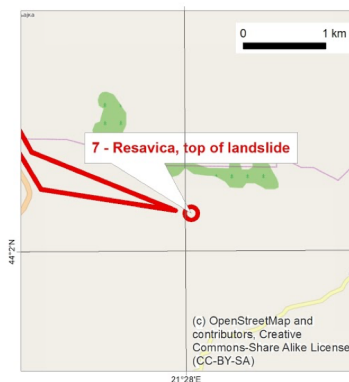 0 1 km
7 - Resavica, top of landslide
44°2'N
(c) OpenStreetMap and
contributors, Creative
Commons-Share Alike License
(CC-BY-SA)
21°28'E